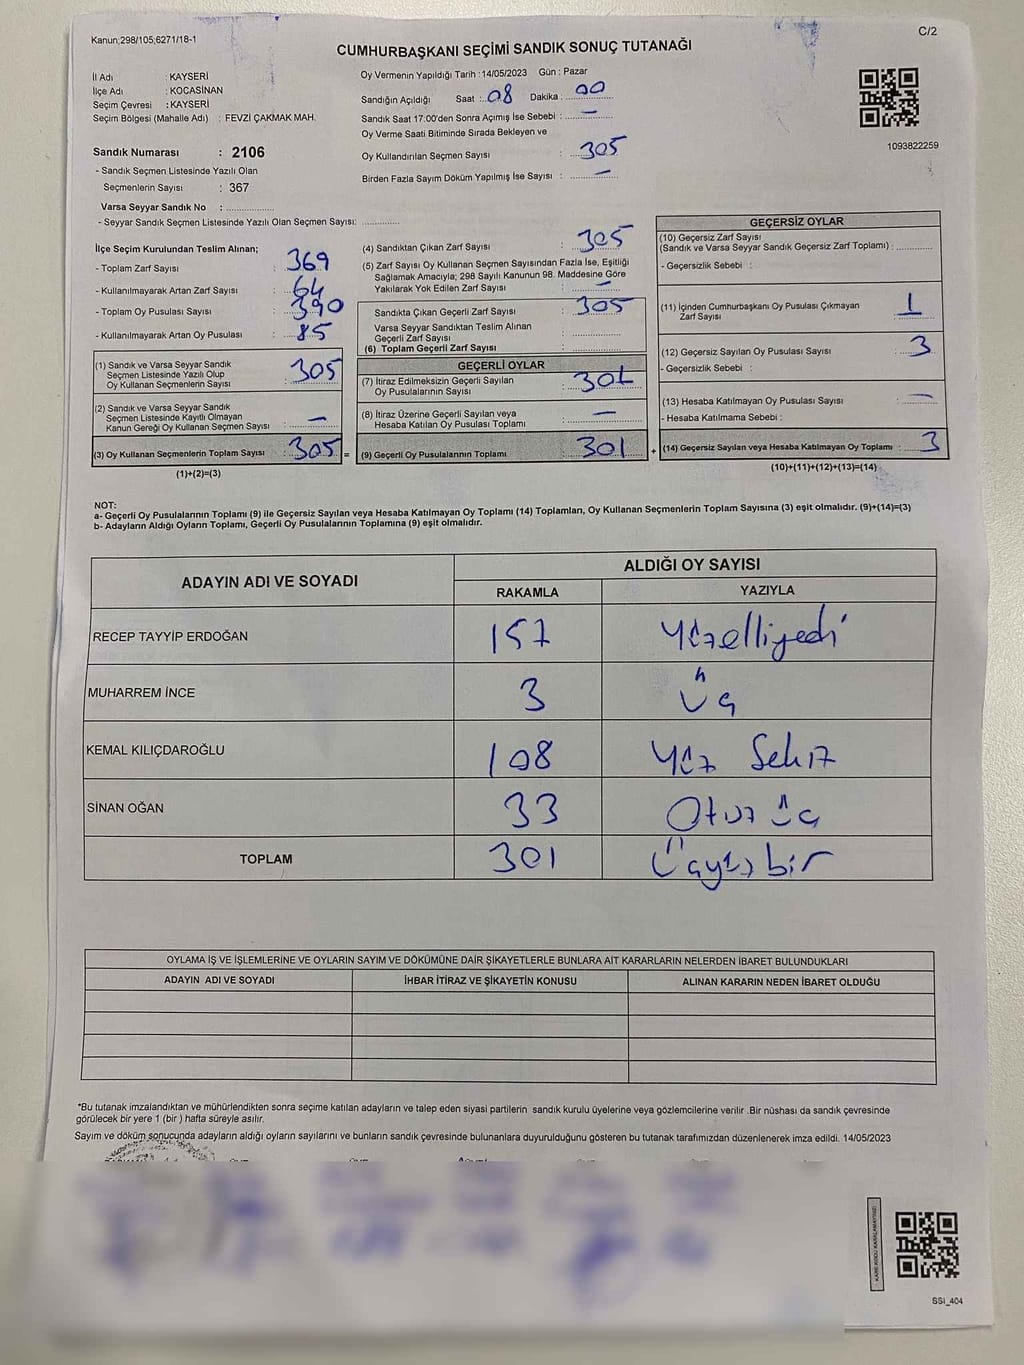 Kanun;298/105;6271/18-1
C/2
CUMHURBAŞKANI SEÇİMİ SANDIK SONUÇ TUTANAĞI
İl Adı : KAYSERİ
İlçe Adı : KOCASİNAN
Seçim Çevresi : KAYSERİ
Seçim Bölgesi (Mahalle Adı) : FEVZİ ÇAKMAK MAH.
Oy Vermenin Yapıldığı Tarih : 14/05/2023 Gün : Pazar
Sandığın Açıldığı Saat : 08 Dakika : 00
Sandık Saat 17.00'den Sonra Açımış İse Sebebi : —
Oy Verme Saati Bitiminde Sırada Bekleyen ve
Oy Kullandırılan Seçmen Sayısı : 305
Birden Fazla Sayım Döküm Yapılmış İse Sayısı : —
1093822259
Sandık Numarası : 2106
- Sandık Seçmen Listesinde Yazılı Olan
Seçmenlerin Sayısı : 367
Varsa Seyyar Sandık No :
- Seyyar Sandık Seçmen Listesinde Yazılı Olan Seçmen Sayısı:
İlçe Seçim Kurulundan Teslim Alınan;
- Toplam Zarf Sayısı : 369
- Kullanılmayarak Artan Zarf Sayısı : 64
- Toplam Oy Pusulası Sayısı : 390
- Kullanılmayarak Artan Oy Pusulası : 85
(1) Sandık ve Varsa Seyyar Sandık
Seçmen Listesinde Yazılı Olup
Oy Kullanan Seçmenlerin Sayısı : 305
(2) Sandık ve Varsa Seyyar Sandık
Seçmen Listesinde Kayıtlı Olmayan
Kanun Gereği Oy Kullanan Seçmen Sayısı : —
(3) Oy Kullanan Seçmenlerin Toplam Sayısı : 305 =
(1)+(2)=(3)
(4) Sandıktan Çıkan Zarf Sayısı : 305
(5) Zarf Sayısı Oy Kullanan Seçmen Sayısından Fazla İse, Eşitliği
Sağlamak Amacıyla; 298 Sayılı Kanunun 98. Maddesine Göre
Yakılarak Yok Edilen Zarf Sayısı : —
Sandıkta Çıkan Geçerli Zarf Sayısı : 305
Varsa Seyyar Sandıktan Teslim Alınan
Geçerli Zarf Sayısı :
(6) Toplam Geçerli Zarf Sayısı :
GEÇERLİ OYLAR
(7) İtiraz Edilmeksizin Geçerli Sayılan
Oy Pusulalarının Sayısı :
(8) İtiraz Üzerine Geçerli Sayılan veya
Hesaba Katılan Oy Pusulası Toplamı : —
(9) Geçerli Oy Pusulalarının Toplamı : 301 +
GEÇERSİZ OYLAR
(10) Geçersiz Zarf Sayısı
(Sandık ve Varsa Seyyar Sandık Geçersiz Zarf Toplamı) :
- Geçersizlik Sebebi :
(11) İçinden Cumhurbaşkanı Oy Pusulası Çıkmayan
Zarf Sayısı : 1
(12) Geçersiz Sayılan Oy Pusulası Sayısı : 3
- Geçersizlik Sebebi :
(13) Hesaba Katılmayan Oy Pusulası Sayısı : —
- Hesaba Katılmama Sebebi :
(14) Geçersiz Sayılan veya Hesaba Katılmayan Oy Toplamı : 3
(10)+(11)+(12)+(13)=(14)
NOT:
a- Geçerli Oy Pusulalarının Toplamı (9) ile Geçersiz Sayılan veya Hesaba Katılmayan Oy Toplamı (14) Toplamları, Oy Kullanan Seçmenlerin Toplam Sayısına (3) eşit olmalıdır. (9)+(14)=(3)
b- Adayların Aldığı Oyların Toplamı, Geçerli Oy Pusulalarının Toplamına (9) eşit olmalıdır.
ADAYIN ADI VE SOYADI
ALDIĞI OY SAYISI
RAKAMLA YAZIYLA
RECEP TAYYİP ERDOĞAN 157 Yüzelliyedi
MUHARREM İNCE 3 Üç
KEMAL KILIÇDAROĞLU 108 Yüz Sekiz
SİNAN OĞAN 33 Otuz üç
TOPLAM 301 Üçyüz bir
OYLAMA İŞ VE İŞLEMLERİNE VE OYLARIN SAYIM VE DÖKÜMÜNE DAİR ŞİKAYETLERLE BUNLARA AİT KARARLARIN NELERDEN İBARET BULUNDUKLARI
ADAYIN ADI VE SOYADI İHBAR İTİRAZ VE ŞİKAYETİN KONUSU ALINAN KARARIN NEDEN İBARET OLDUĞU
*Bu tutanak imzalandıktan ve mühürlendikten sonra seçime katılan adayların ve talep eden siyasi partilerin sandık kurulu üyelerine veya gözlemcilerine verilir .Bir nüshası da sandık çevresinde
görülecek bir yere 1 (bir ) hafta süreyle asılır.
Sayım ve döküm sonucunda adayların aldığı oyların sayılarını ve bunların sandık çevresinde bulunanlara duyurulduğunu gösteren bu tutanak tarafımızdan düzenlenerek imza edildi. 14/05/2023
KARE KODU KARALAMAYINIZ!
SSİ_404